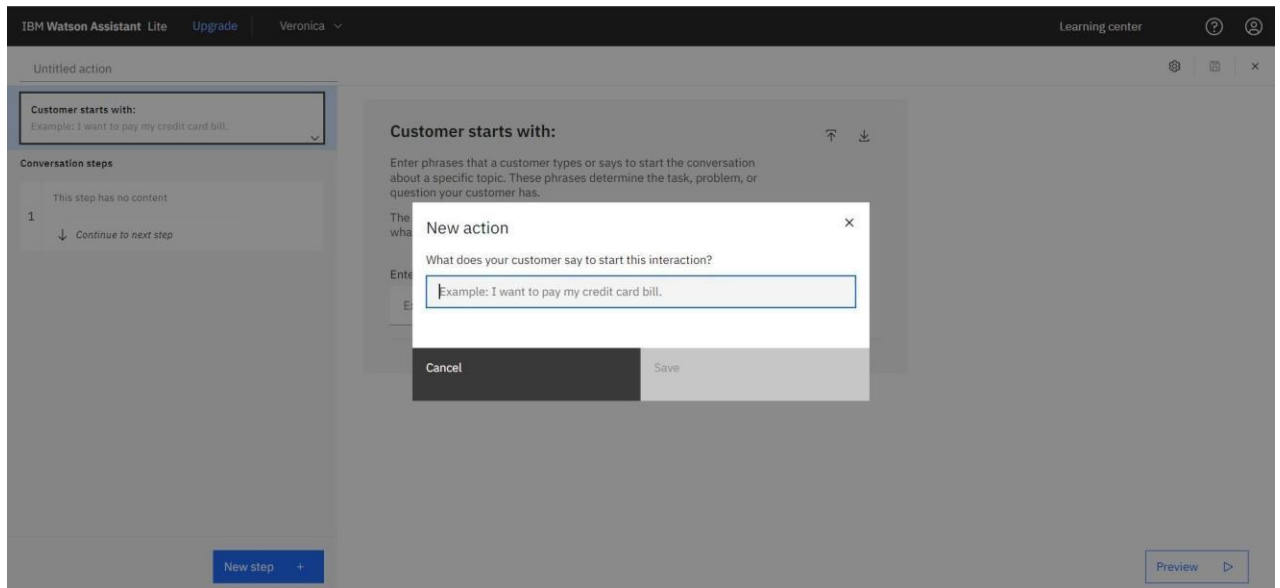 IBM Watson Assistant Lite Upgrade Veronica Learning center
Untitled action
Customer starts with:
Example: I want to pay my credit card bill.
Conversation steps
1
This step has no content
Continue to next step
New step +
Customer starts with:
Enter phrases that a customer types or says to start the conversation
about a specific topic. These phrases determine the task, problem, or
question your customer has.
The
New action
What does your customer say to start this interaction?
Example: I want to pay my credit card bill.
Cancel
Save
Preview